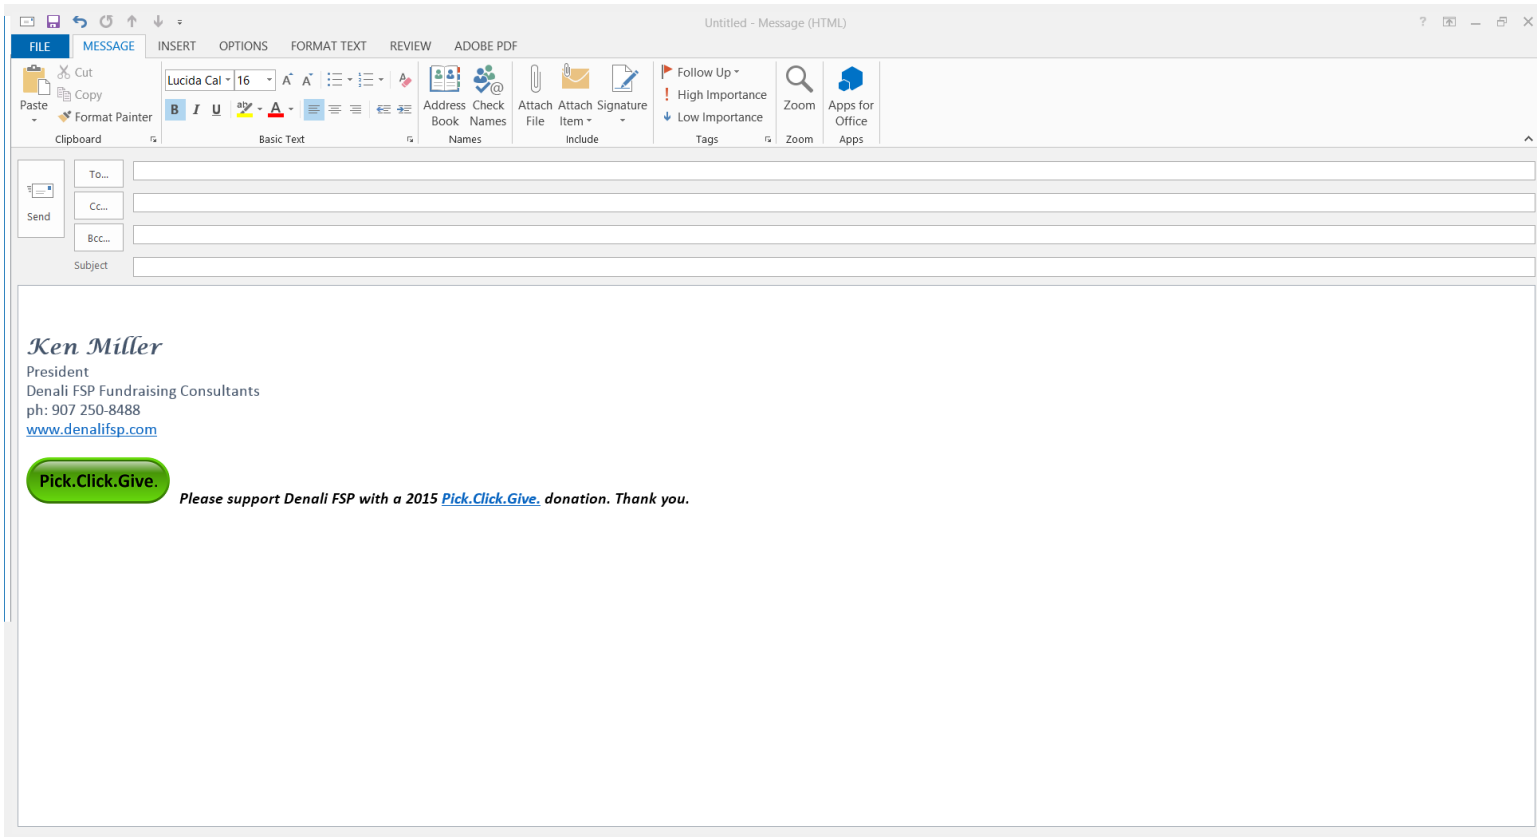 Untitled - Message (HTML)
FILE MESSAGE INSERT OPTIONS FORMAT TEXT REVIEW ADOBE PDF
Paste
Cut
Copy
Format Painter
Clipboard
Lucida Cal 16
B I U
Basic Text
Address Book
Check Names
Names
Attach File
Attach Item
Signature
Include
Follow Up
High Importance
Low Importance
Tags
Zoom
Zoom
Apps for Office
Apps
Send
To...
Cc...
Bcc...
Subject
Ken Miller
President
Denali FSP Fundraising Consultants
ph: 907 250-8488
www.denalifsp.com
Pick.Click.Give.
Please support Denali FSP with a 2015 Pick.Click.Give. donation. Thank you.